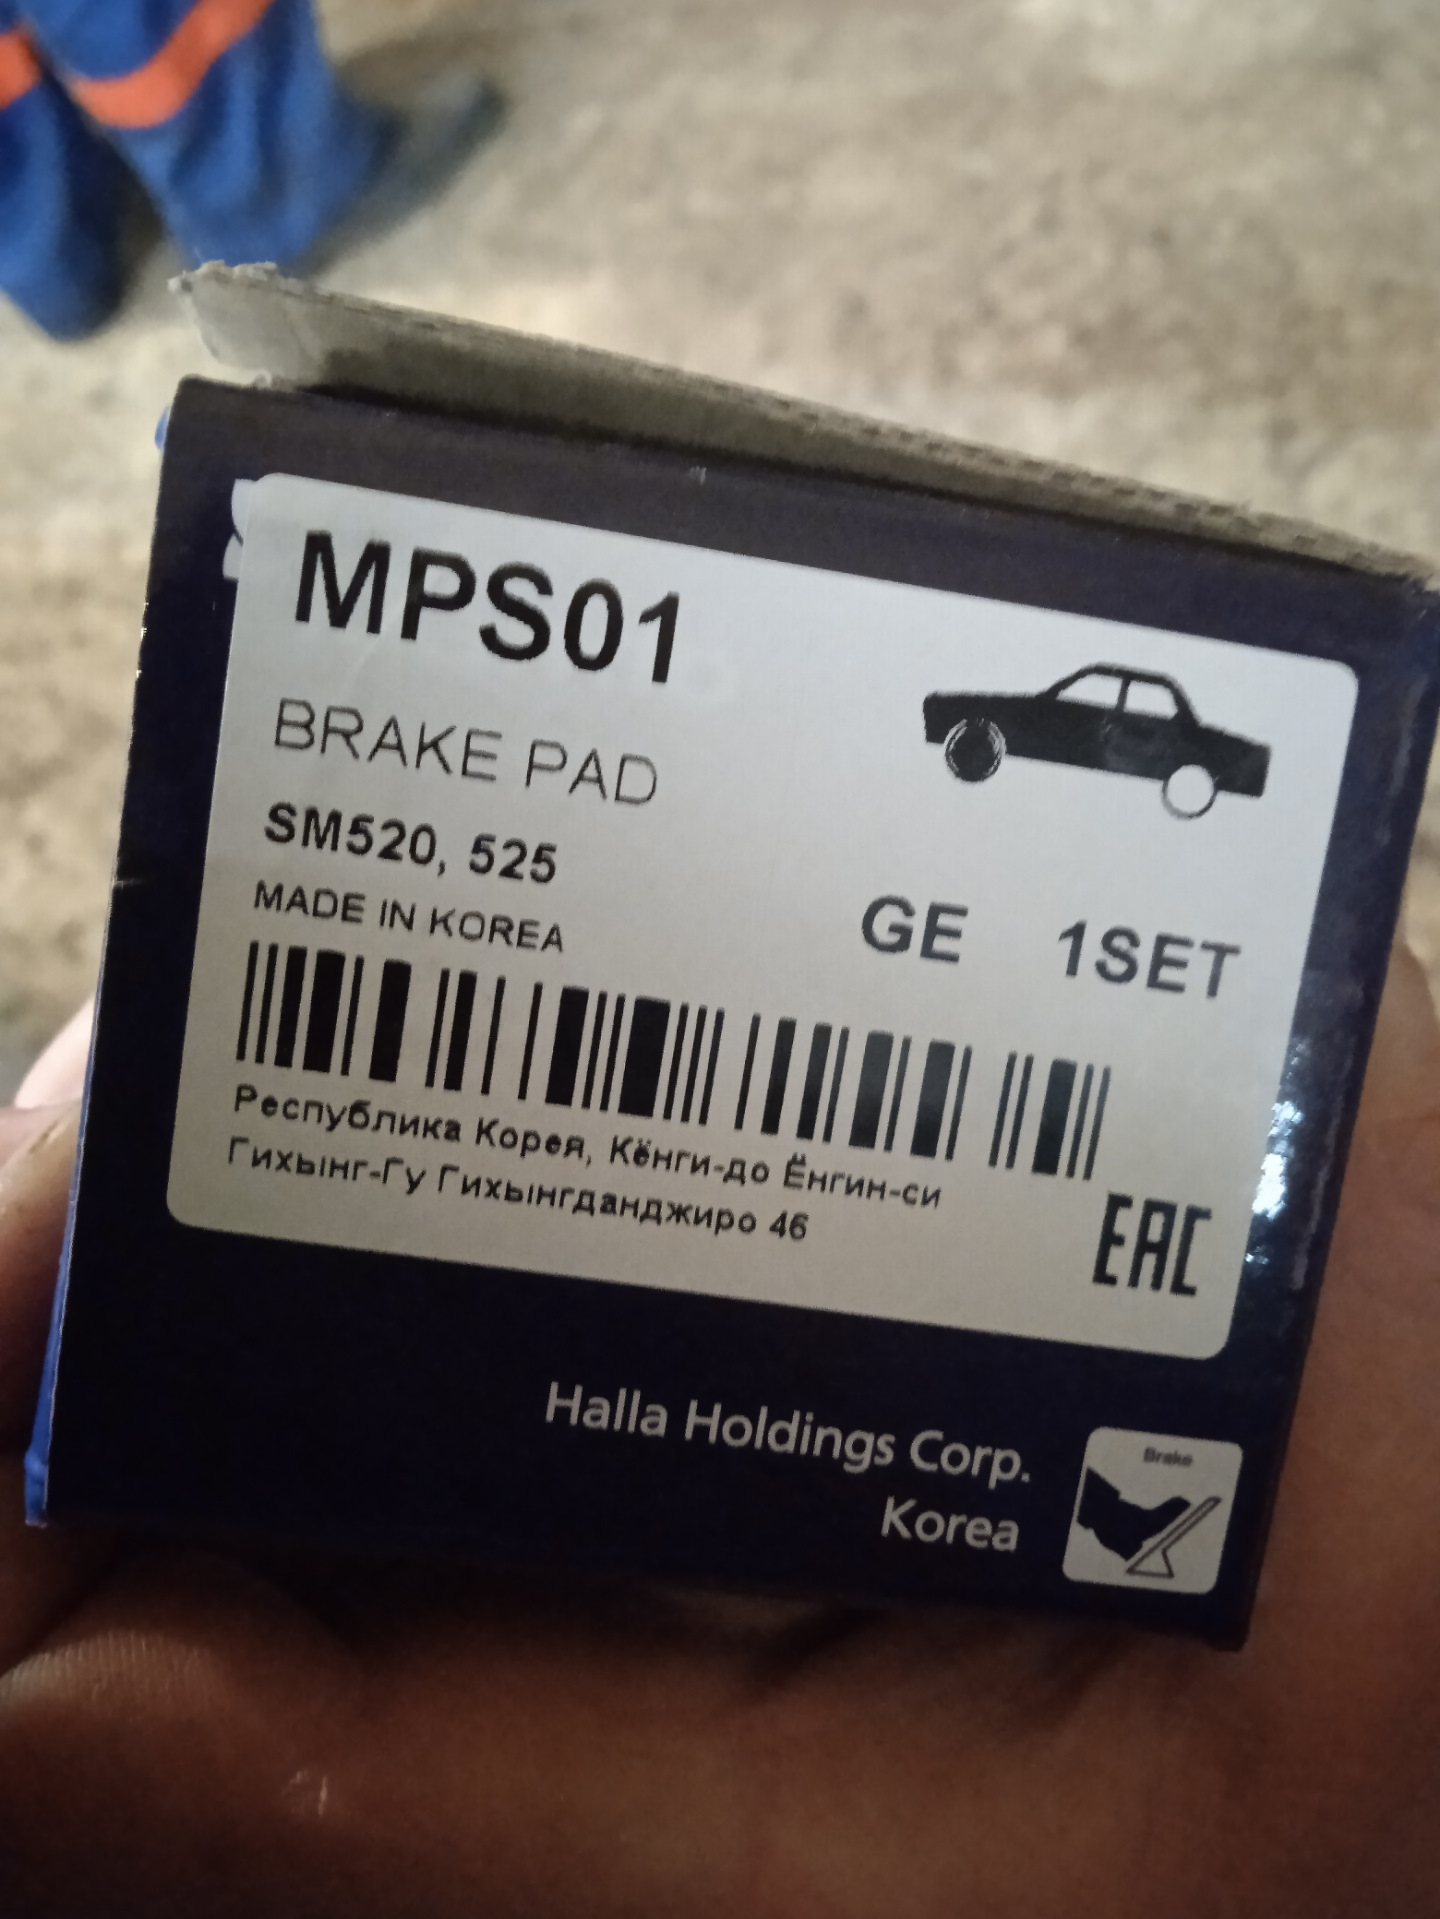 MPS01
BRAKE PAD
SM520, 525
MADE IN KOREA
GE 1SET
Республика Корея, Кёнги-до Ёнгин-си
Гихынг-Гу Гихынгданджиро 46
EAC
Halla Holdings Corp.
Korea
Brake